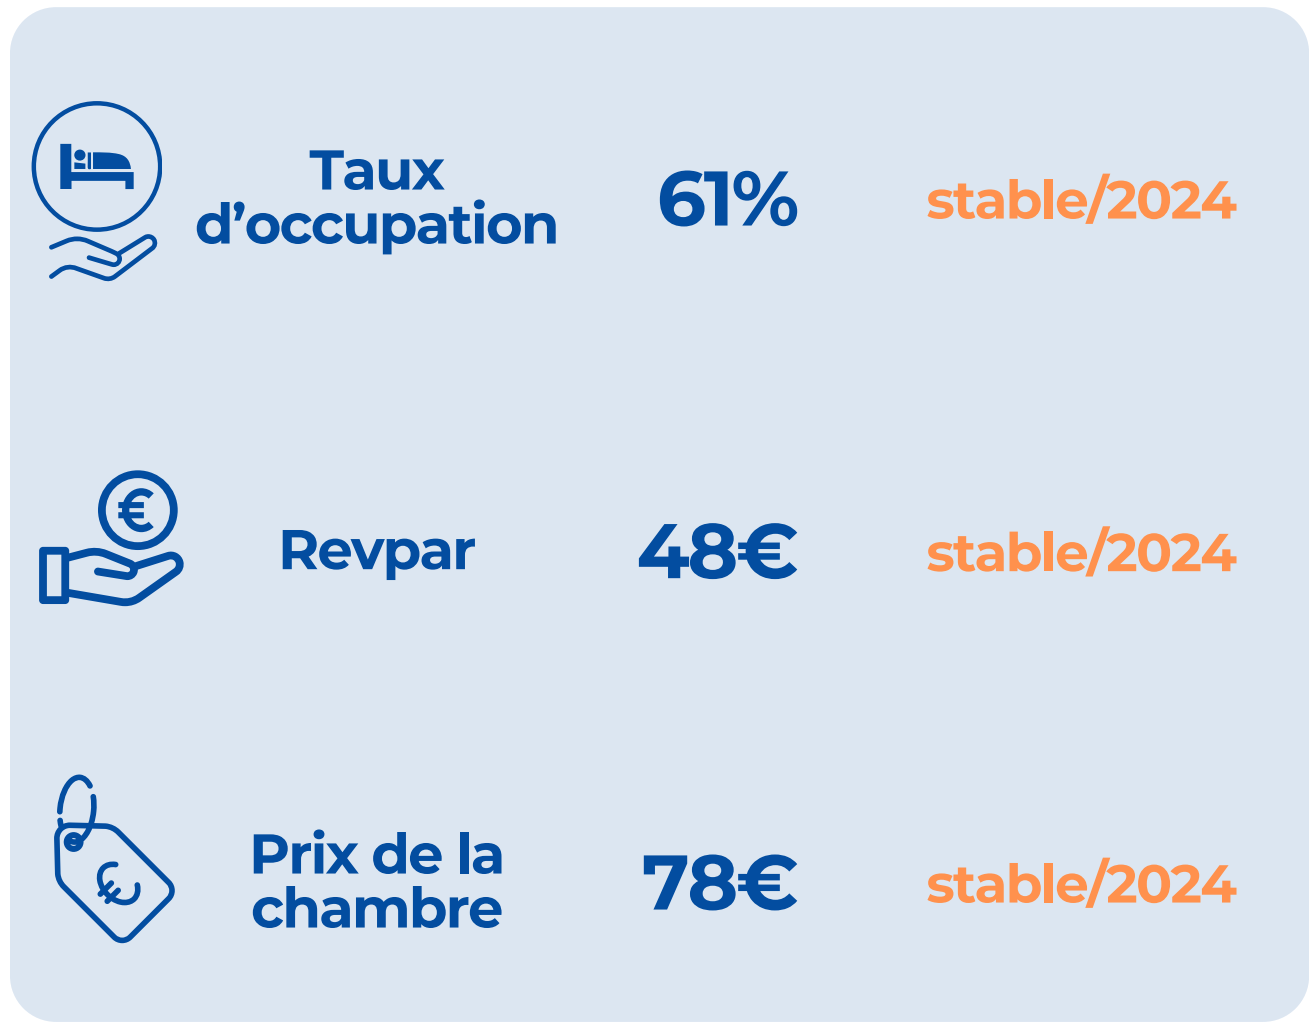 Taux
d'occupation
61%
stable/2024
€
Revpar
48€
stable/2024
€
Prix de la
chambre
78€
stable/2024